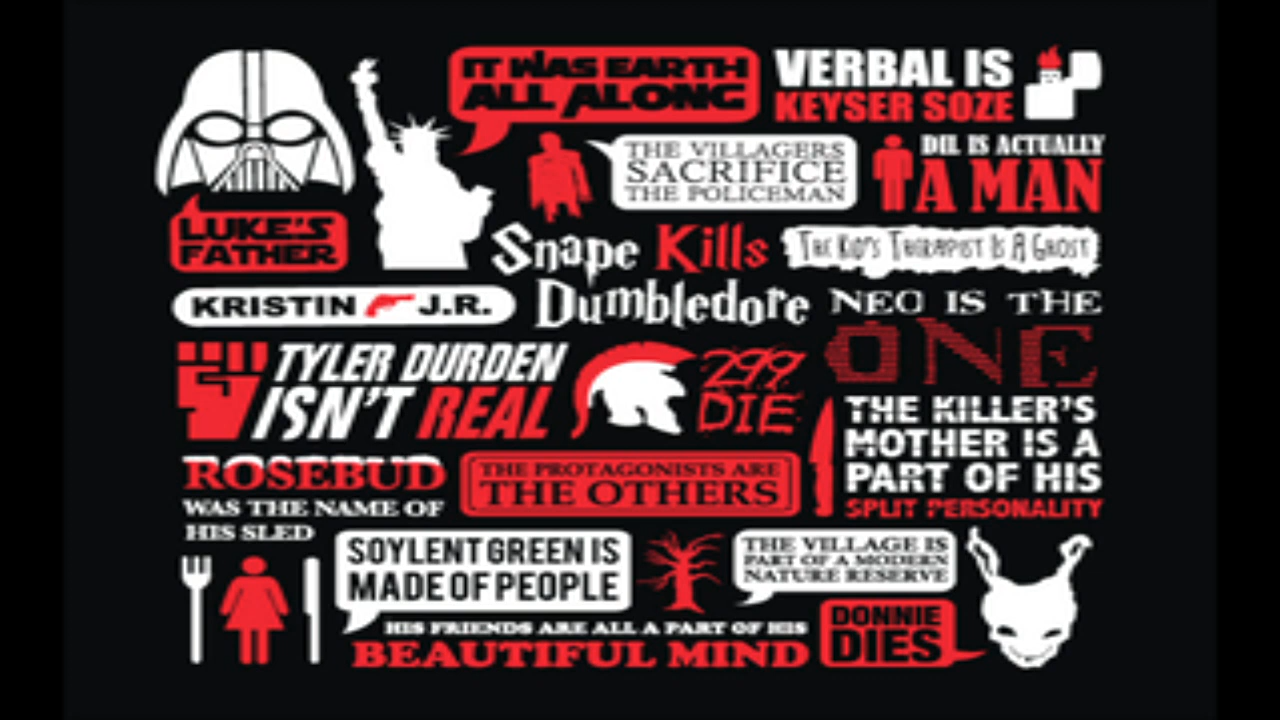 IT WAS EARTH
ALL ALONG
VERBAL IS
KEYSER SOZE
THE VILLAGERS
SACRIFICE
THE POLICEMAN
DIL IS ACTUALLY
A MAN
LUKE'S
FATHER
Snape Kills
Dumbledore
THE KID'S THERAPIST IS A GHOST
KRISTIN J.R.
NEO IS THE
ONE
TYLER DURDEN
ISN'T REAL
299
DIE
THE KILLER'S
MOTHER IS A
PART OF HIS
SPLIT PERSONALITY
ROSEBUD
WAS THE NAME OF
HIS SLED
THE PROTAGONISTS ARE
THE OTHERS
SOYLENT GREEN IS
MADE OF PEOPLE
THE VILLAGE IS
PART OF A MODERN
NATURE RESERVE
HIS FRIENDS ARE ALL A PART OF HIS
BEAUTIFUL MIND
DONNIE
DIES